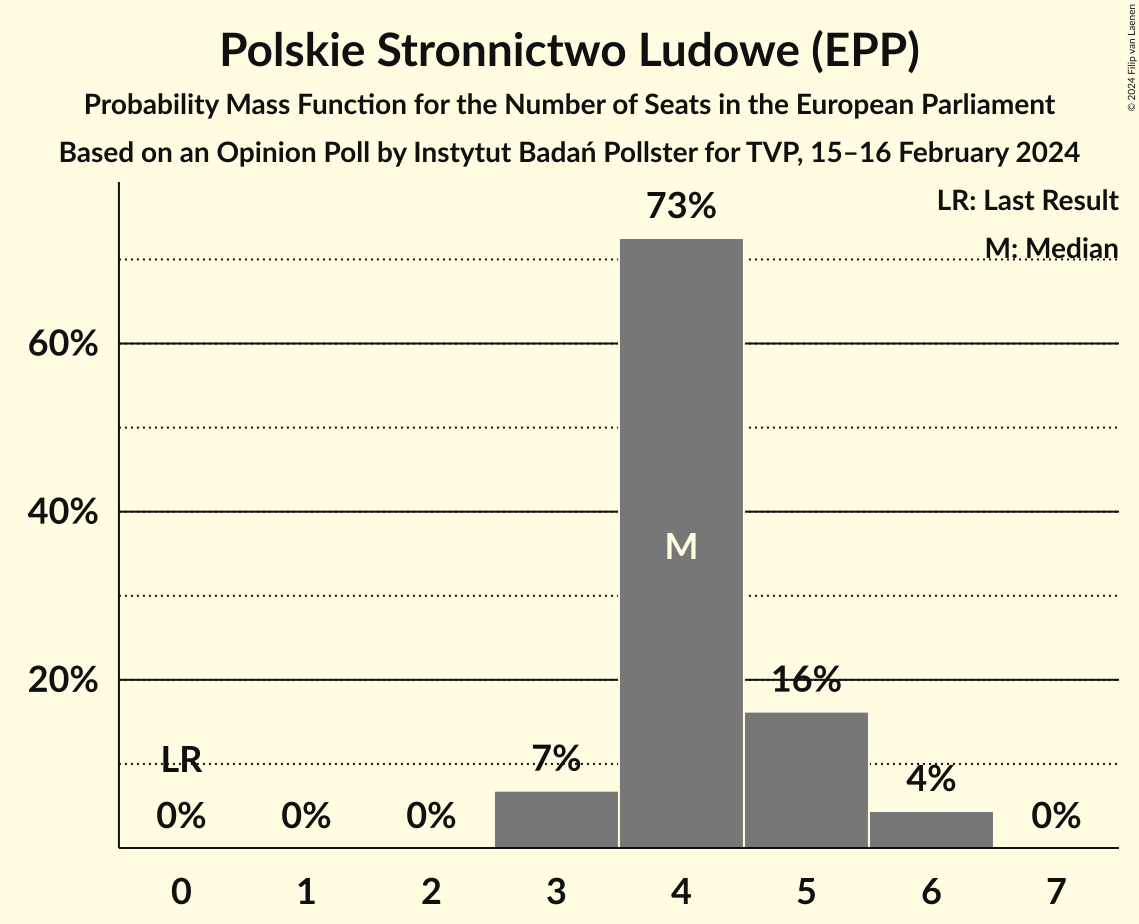 Polskie Stronnictwo Ludowe (EPP)
Probability Mass Function for the Number of Seats in the European Parliament
Based on an Opinion Poll by Instytut Badań Pollster for TVP, 15–16 February 2024
© 2024 Filip van Laenen
LR: Last Result
M: Median
73%
60%
40%
M
20%
16%
LR
7%
4%
0%
0%
0%
0%
0 1 2 3 4 5 6 7